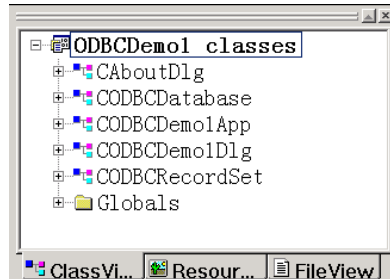 ODBCDemo1 classes
CAboutDlg
CODBCDatabase
CODBCDemo1App
CODBCDemo1Dlg
CODBCRecordSet
Globals
ClassVi... Resour... FileView